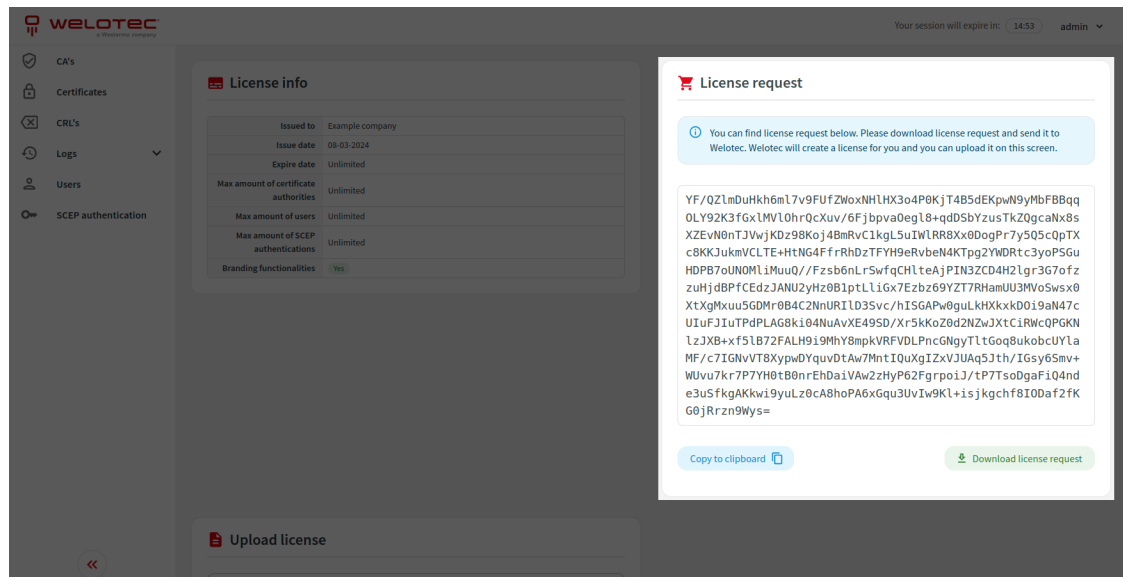 WELOTEC
a Westermo company
Your session will expire in: 14:53 admin
CA's
Certificates
CRL's
Logs
Users
SCEP authentication
License info
Issued to Example company
Issue date 08-03-2024
Expire date Unlimited
Max amount of certificate
authorities Unlimited
Max amount of users Unlimited
Max amount of SCEP
authentications Unlimited
Branding functionalities Yes
License request
You can find license request below. Please download license request and send it to
Welotec. Welotec will create a license for you and you can upload it on this screen.
YF/QZlmDuHkh6ml7v9FUfZWoxNHlHX3o4P0KjT4B5dEKpwN9yMbFBBqq
OLY92K3fGxlMVlOhrQcXuv/6Fjbpva0egl8+qdDSbYzusTkZQgcaNx8s
XZEvN0nTJVwjKDz98Koj4BmRvC1kgL5uIWlRR8Xx0DogPr7y5Q5cQpTX
c8KKJukmVCLTE+HtNG4FfrRhDzTFYH9eRvbeN4KTpg2YWDRtc3yoPSGu
HDPB7oUNOMliMuuQ//Fzsb6nLrSwfqCHlteAjPIN3ZCD4H2lgr3G7ofz
zuHjdBPfCEdzJANU2yHz0B1ptLliGx7Ezbz69YZT7RHamUU3MVoSwsx0
XtXgMxuu5GDMr0B4C2NnURIlD3Svc/hISGAPw0guLkHXkxkDOi9aN47c
UIuFJIuTPdPLAG8ki04NuAvXE49SD/Xr5kKoZ0d2NZwJXtCiRWcQPGKN
lzJXB+xf5lB72FALH9i9MhY8mpkVRFVDLPncGNgyTltGoq8ukobcUYla
MF/c7IGNvVT8XypwDYquvDtAw7MntIQuXgIZxVJUAq5Jth/IGsy6Smv+
WUvu7kr7P7YH0tB0nrEhDaiVAw2zHyP62FgrpoiJ/tP7TsoDgaFiQ4nd
e3uSfkgAKkwi9yuLz0cA8hoPA6xGqu3UvIw9Kl+isjkgchf8IODaf2fK
G0jRrzn9Wys=
Copy to clipboard Download license request
Upload license